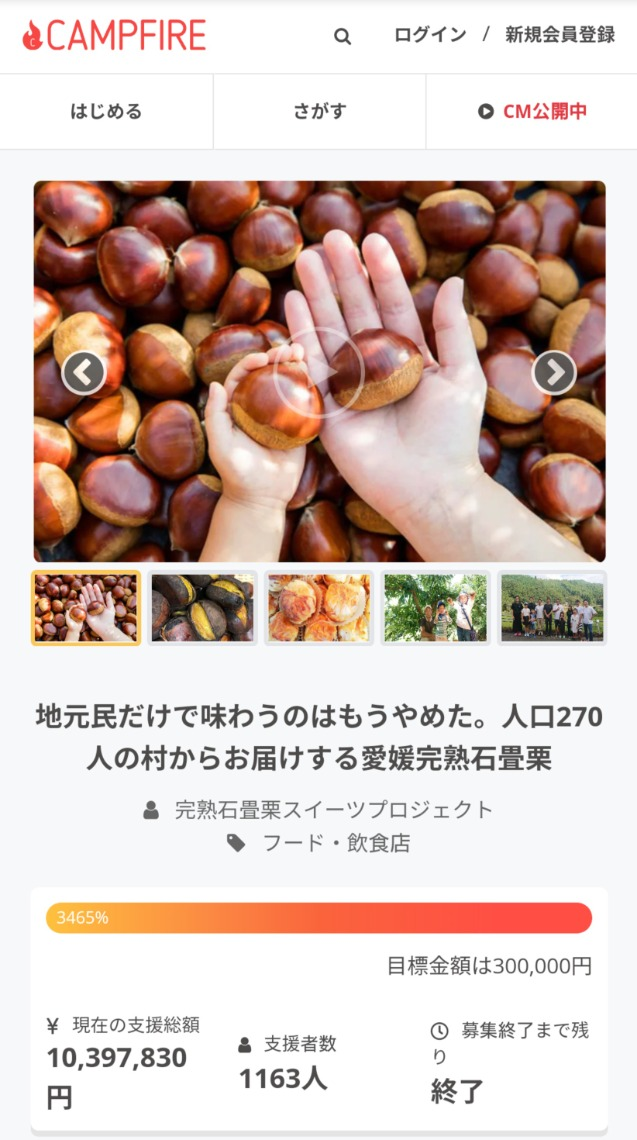 CAMPFIRE
ログイン / 新規会員登録
はじめる
さがす
CM公開中
地元民だけで味わうのはもうやめた。人口270
人の村からお届けする愛媛完熟石畳栗
完熟石畳栗スイーツプロジェクト
フード・飲食店
3465%
目標金額は300,000円
¥ 現在の支援総額
10,397,830
円
支援者数
1163人
募集終了まで残
り
終了